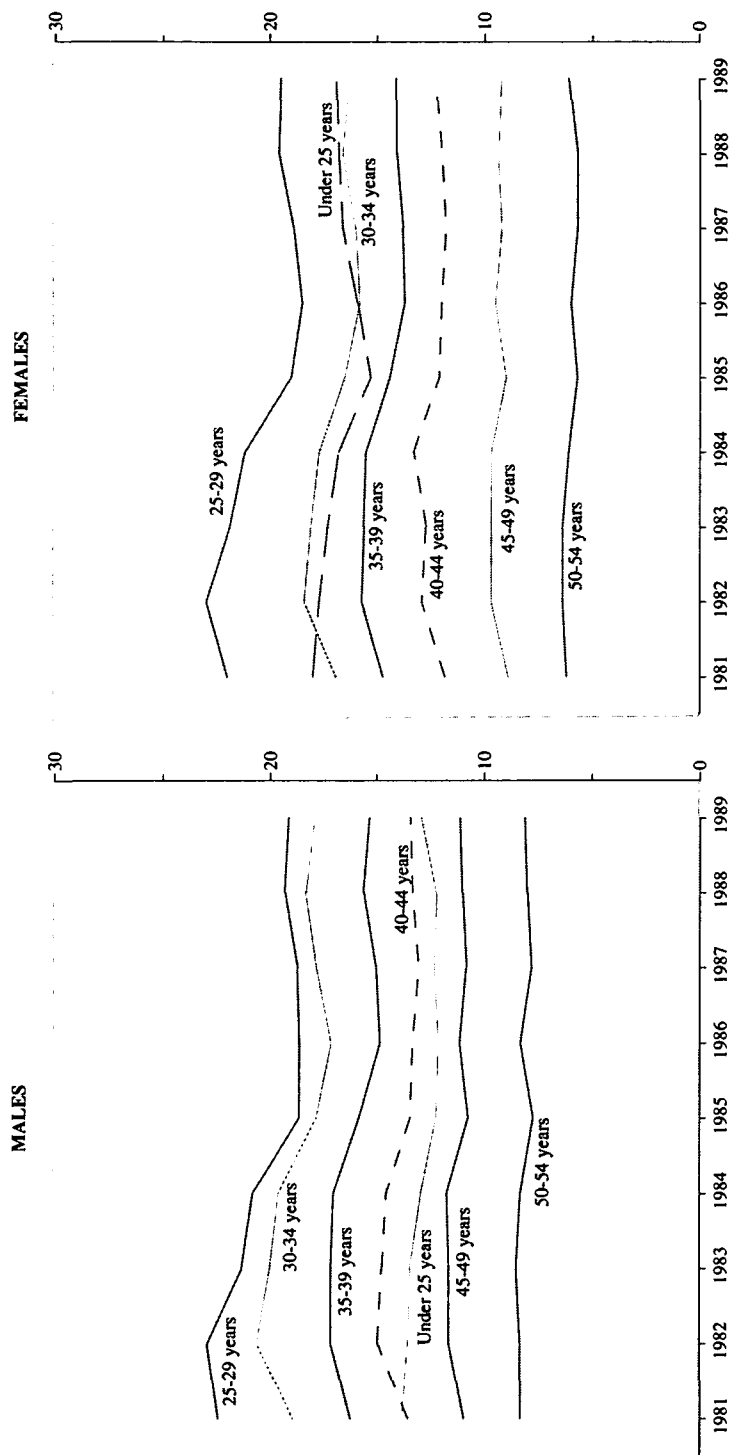 MALES
30
20
10
0
25-29 years
30-34 years
35-39 years
40-44 years
Under 25 years
45-49 years
50-54 years
1981 1982 1983 1984 1985 1986 1987 1988 1989
FEMALES
30
20
10
0
25-29 years
Under 25 years
30-34 years
35-39 years
40-44 years
45-49 years
50-54 years
1981 1982 1983 1984 1985 1986 1987 1988 1989